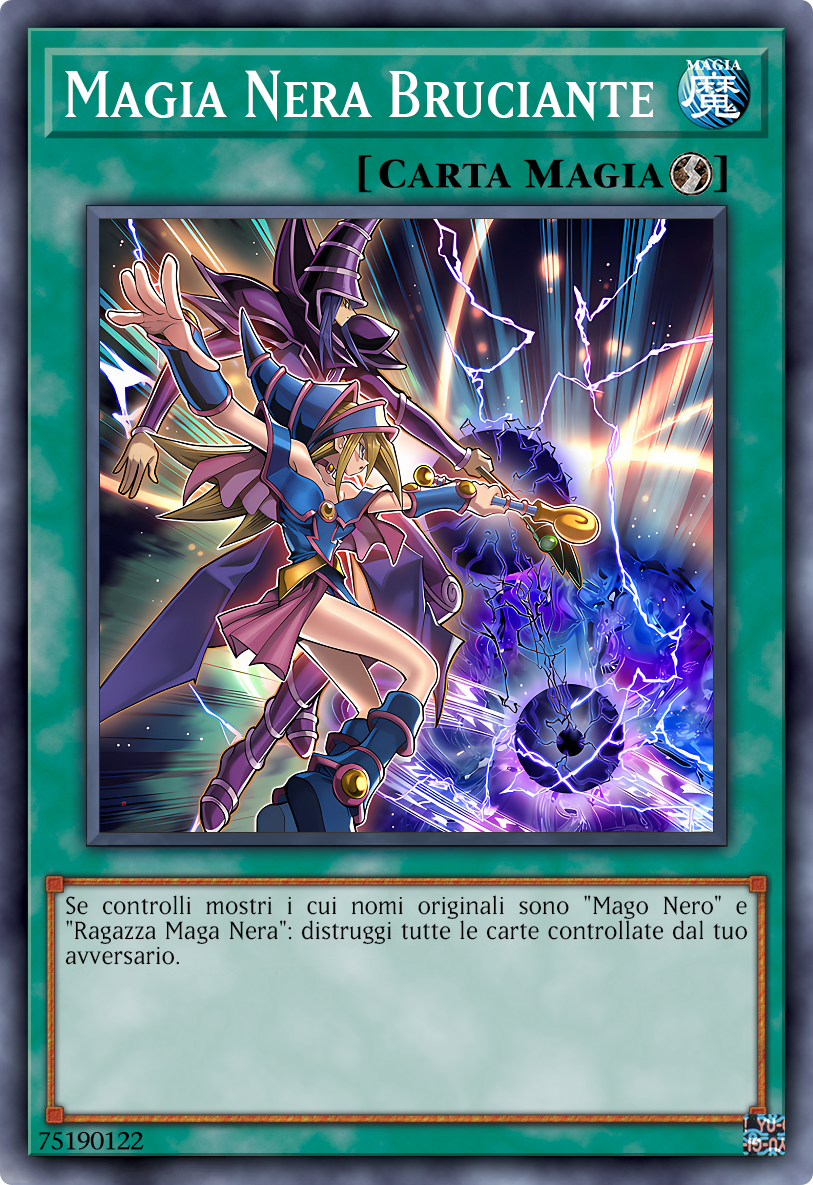 Magia Nera Bruciante
MAGIA
魔
[Carta Magia]
Se controlli mostri i cui nomi originali sono "Mago Nero" e
"Ragazza Maga Nera": distruggi tutte le carte controllate dal tuo
avversario.
75190122